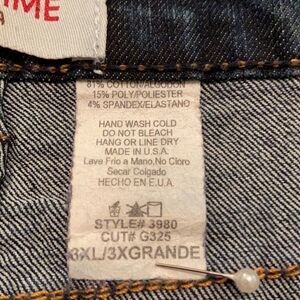 81% COTTON/ALGODON
15% POLY/POLIESTER
4% SPANDEX/ELASTANO
HAND WASH COLD
DO NOT BLEACH
HANG OR LINE DRY
MADE IN U.S.A.
Lave Frio a Mano,No Cloro
Secar Colgado
HECHO EN E.U.A.
STYLE# 3980
CUT# G325
3XL/3XGRANDE